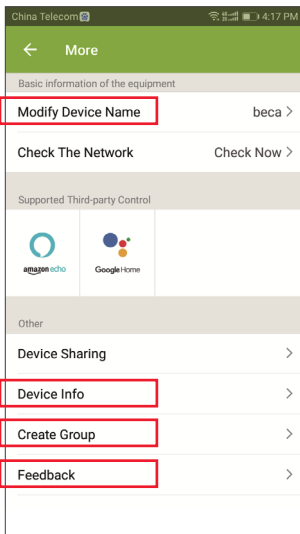 China Telecom 4:17 PM
More
Basic information of the equipment
Modify Device Name beca
Check The Network Check Now
Supported Third-party Control
amazon echo Google Home
Other
Device Sharing
Device Info
Create Group
Feedback